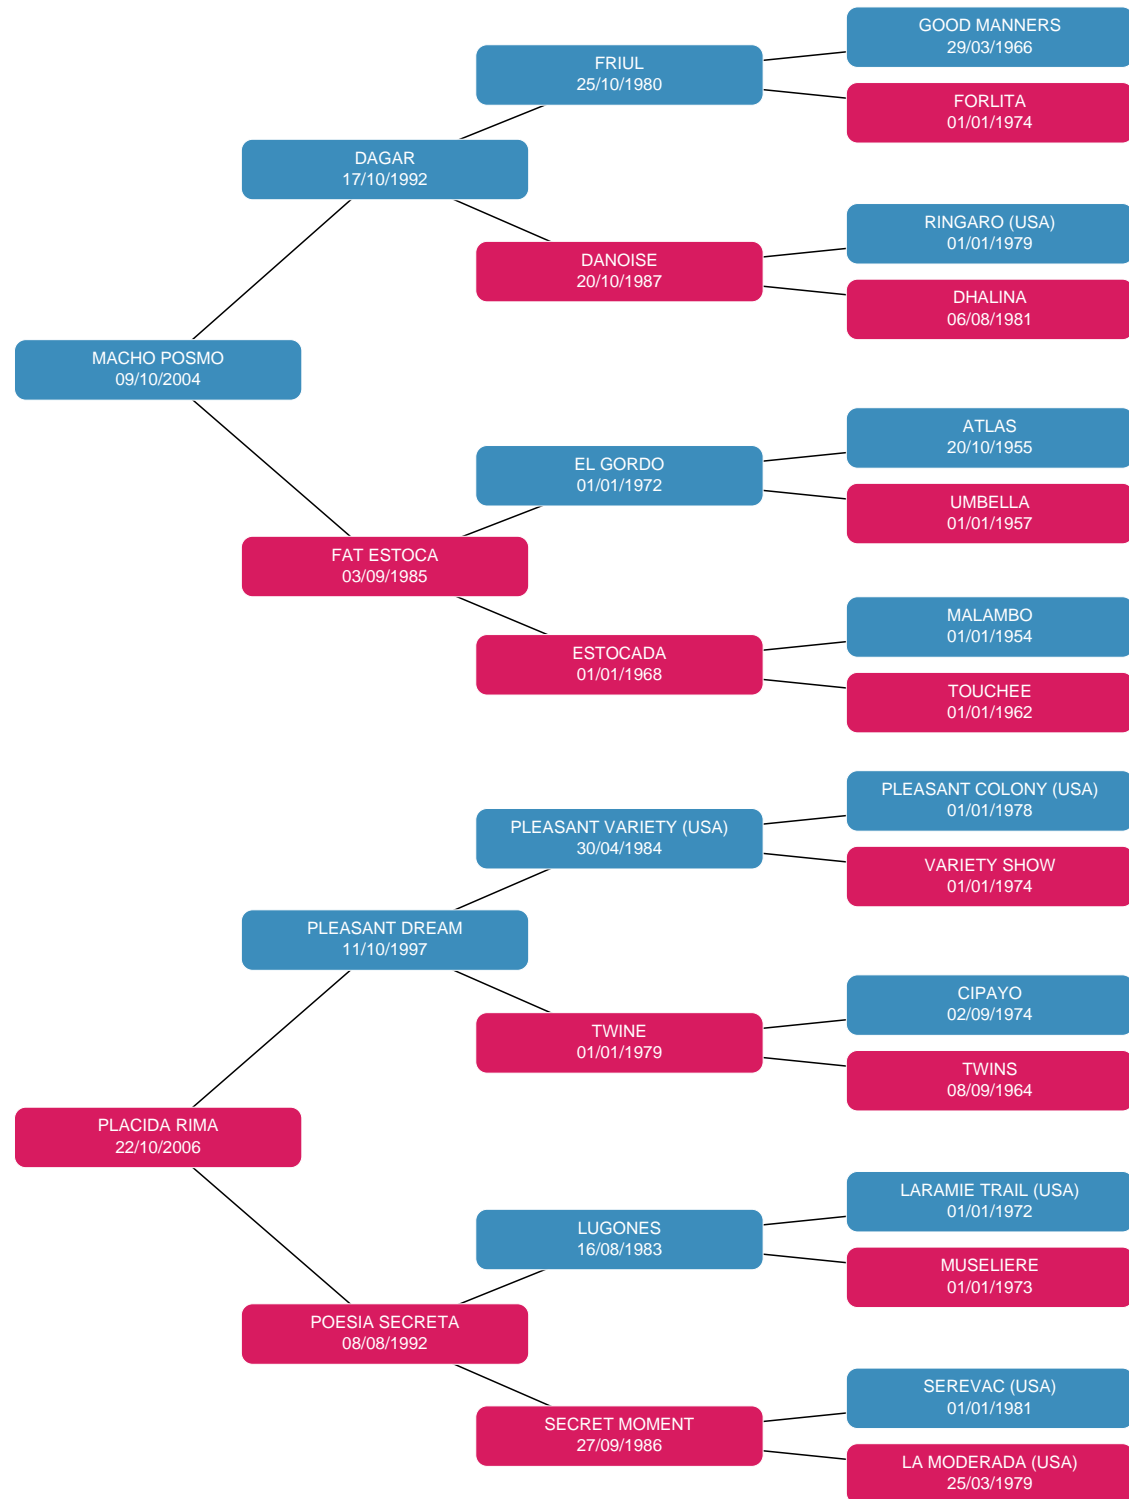 GOOD MANNERS
29/03/1966
FRIUL
25/10/1980
FORLITA
01/01/1974
DAGAR
17/10/1992
RINGARO (USA)
01/01/1979
DANOISE
20/10/1987
DHALINA
06/08/1981
MACHO POSMO
09/10/2004
ATLAS
20/10/1955
EL GORDO
01/01/1972
UMBELLA
01/01/1957
FAT ESTOCA
03/09/1985
MALAMBO
01/01/1954
ESTOCADA
01/01/1968
TOUCHEE
01/01/1962
PLEASANT COLONY (USA)
01/01/1978
PLEASANT VARIETY (USA)
30/04/1984
VARIETY SHOW
01/01/1974
PLEASANT DREAM
11/10/1997
CIPAYO
02/09/1974
TWINE
01/01/1979
TWINS
08/09/1964
PLACIDA RIMA
22/10/2006
LARAMIE TRAIL (USA)
01/01/1972
LUGONES
16/08/1983
MUSELIERE
01/01/1973
POESIA SECRETA
08/08/1992
SEREVAC (USA)
01/01/1981
SECRET MOMENT
27/09/1986
LA MODERADA (USA)
25/03/1979